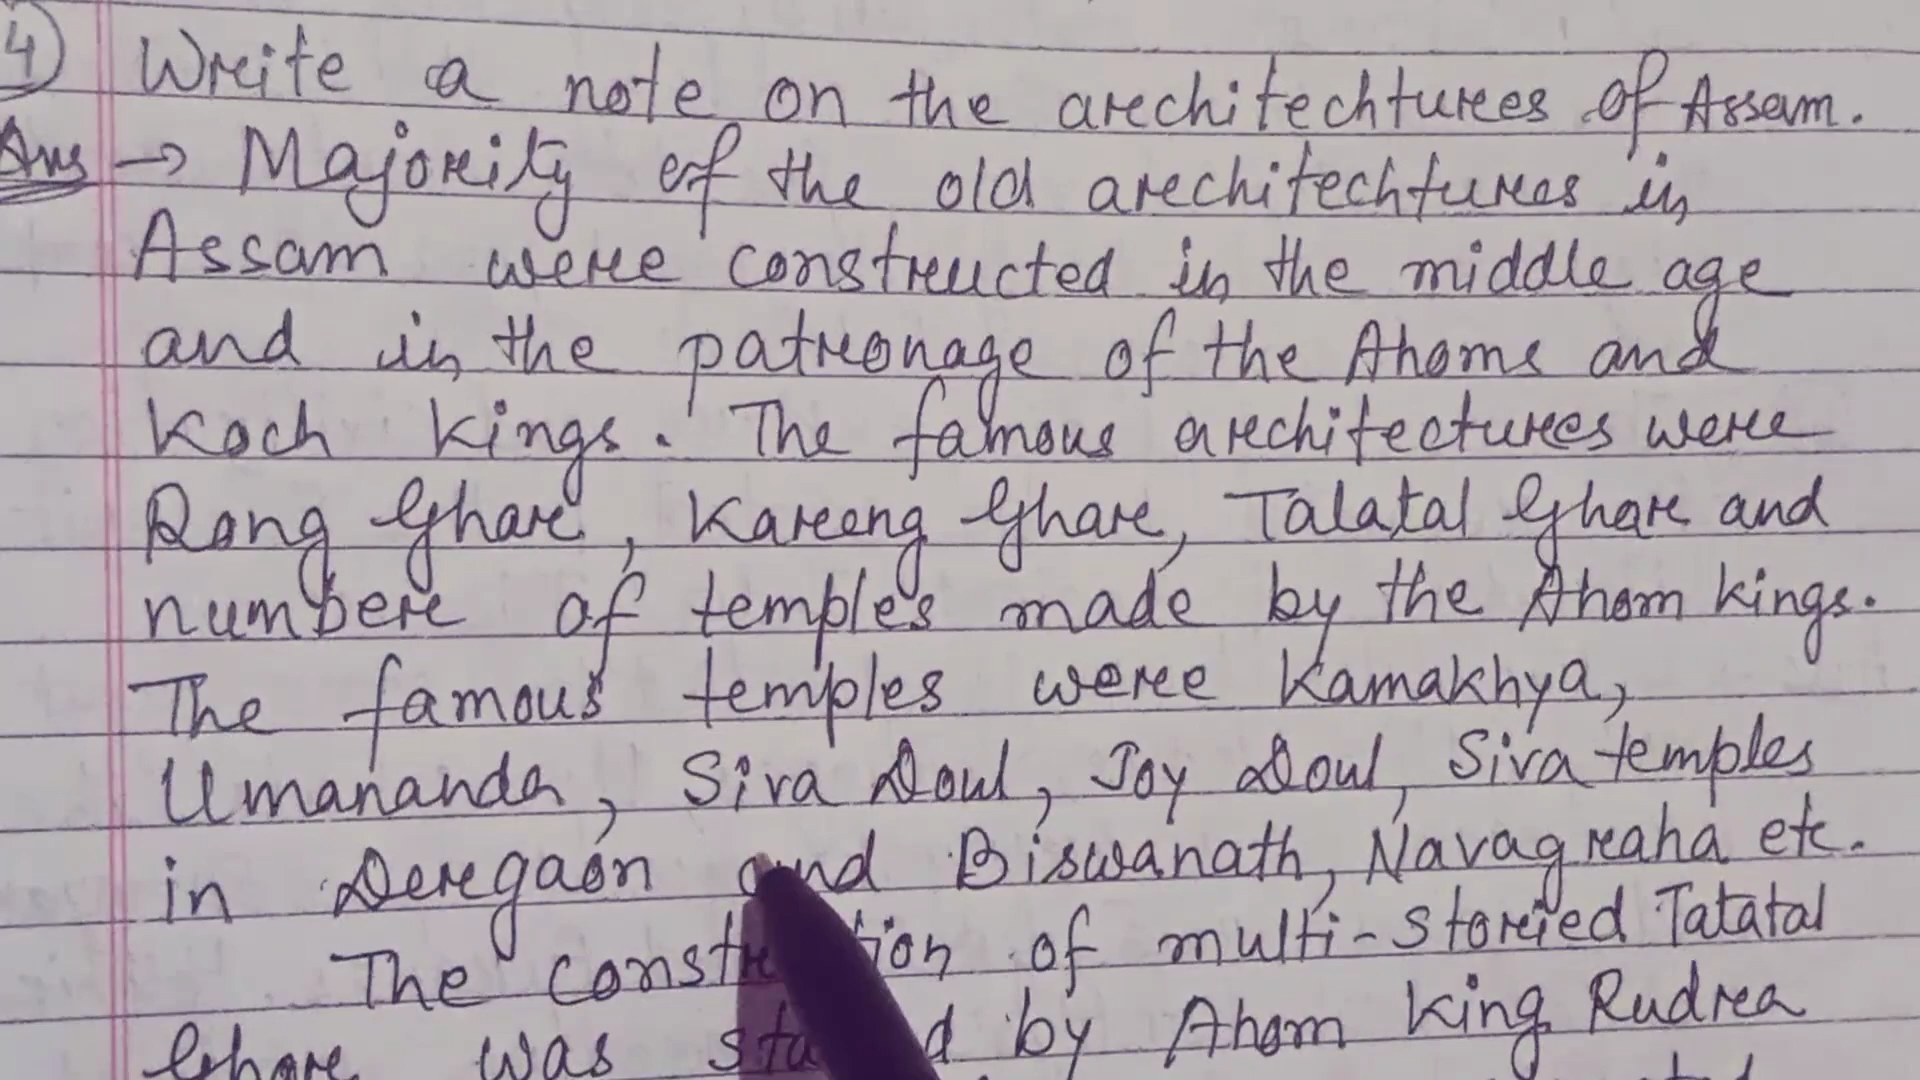 4) Write a note on the architechtures of Assam.
Ans → Majority of the old architechtures in
Assam were constructed in the middle age
and in the patronage of the Ahoms and
Koch kings. The famous architectures were
Rang Ghar, Kareng Ghar, Talatal Ghar and
number of temples made by the Ahom kings.
The famous temples were Kamakhya,
Umananda, Siva Doul, Joy Doul, Siva temples
in Dergaon and Biswanath, Navagraha etc.
The construction of multi-storied Tatatal
Ghar was by Ahom King Rudra